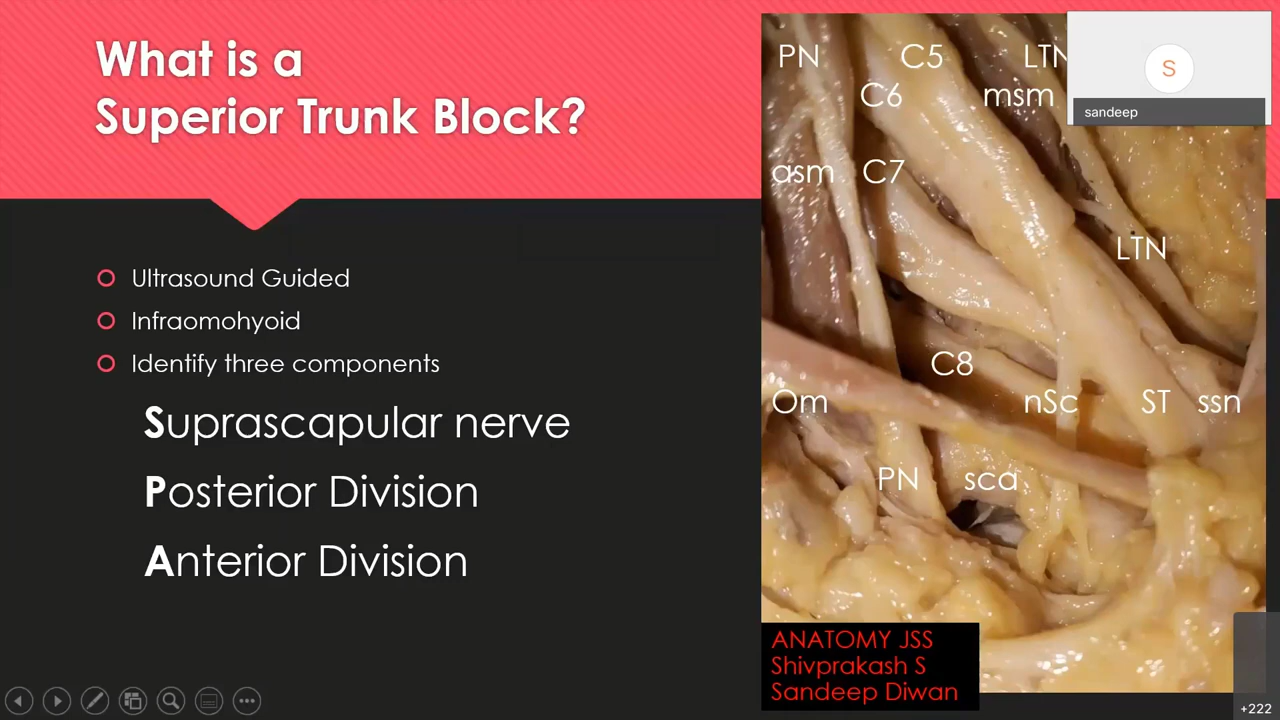 What is a
Superior Trunk Block?
Ultrasound Guided
Infraomohyoid
Identify three components
Suprascapular nerve
Posterior Division
Anterior Division
PN C5 LTN
C6 msm
asm C7
LTN
C8
Om nSc ST ssn
PN sca
ANATOMY JSS
Shivprakash S
Sandeep Diwan
S
sandeep
+222